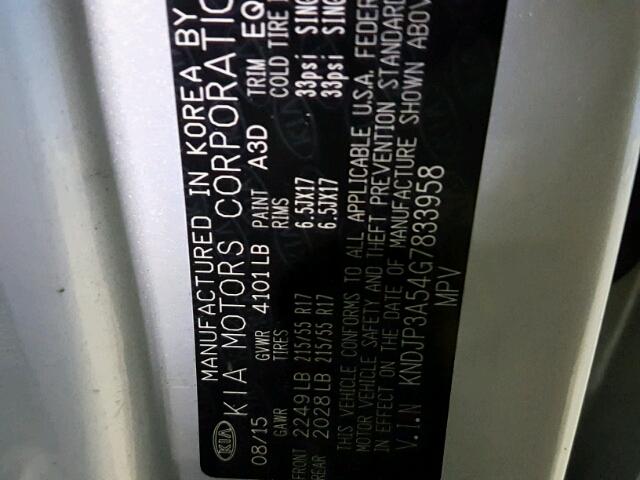 MANUFACTURED IN KOREA BY
KIA KIA MOTORS CORPORATION
08/15 GVWR 4101LB PAINT A3D TRIM EQ
GAWR TIRES RIMS COLD TIRE
FRONT 2249LB 215/55 R17 6.5JX17 33psi SING
REAR 2028LB 215/55 R17 6.5JX17 33psi SING
THIS VEHICLE CONFORMS TO ALL APPLICABLE U.S.A. FEDER
MOTOR VEHICLE SAFETY AND THEFT PREVENTION STANDARD
IN EFFECT ON THE DATE OF MANUFACTURE SHOWN ABOV
V.I.N KNDJP3A54G7833958
MPV